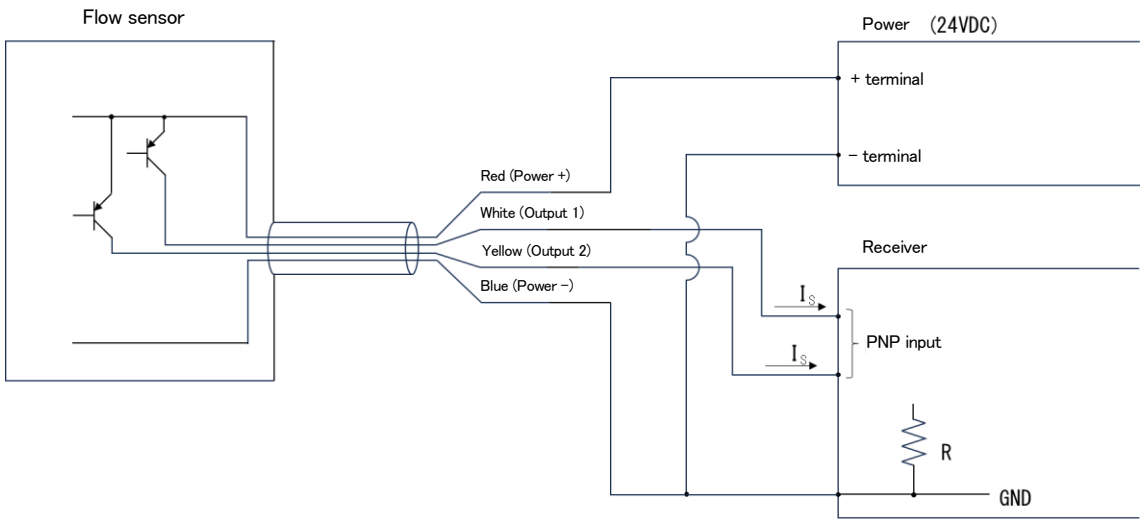 Flow sensor
Power (24VDC)
+ terminal
− terminal
Red (Power +)
White (Output 1)
Yellow (Output 2)
Blue (Power −)
Receiver
IS
PNP input
IS
R
GND